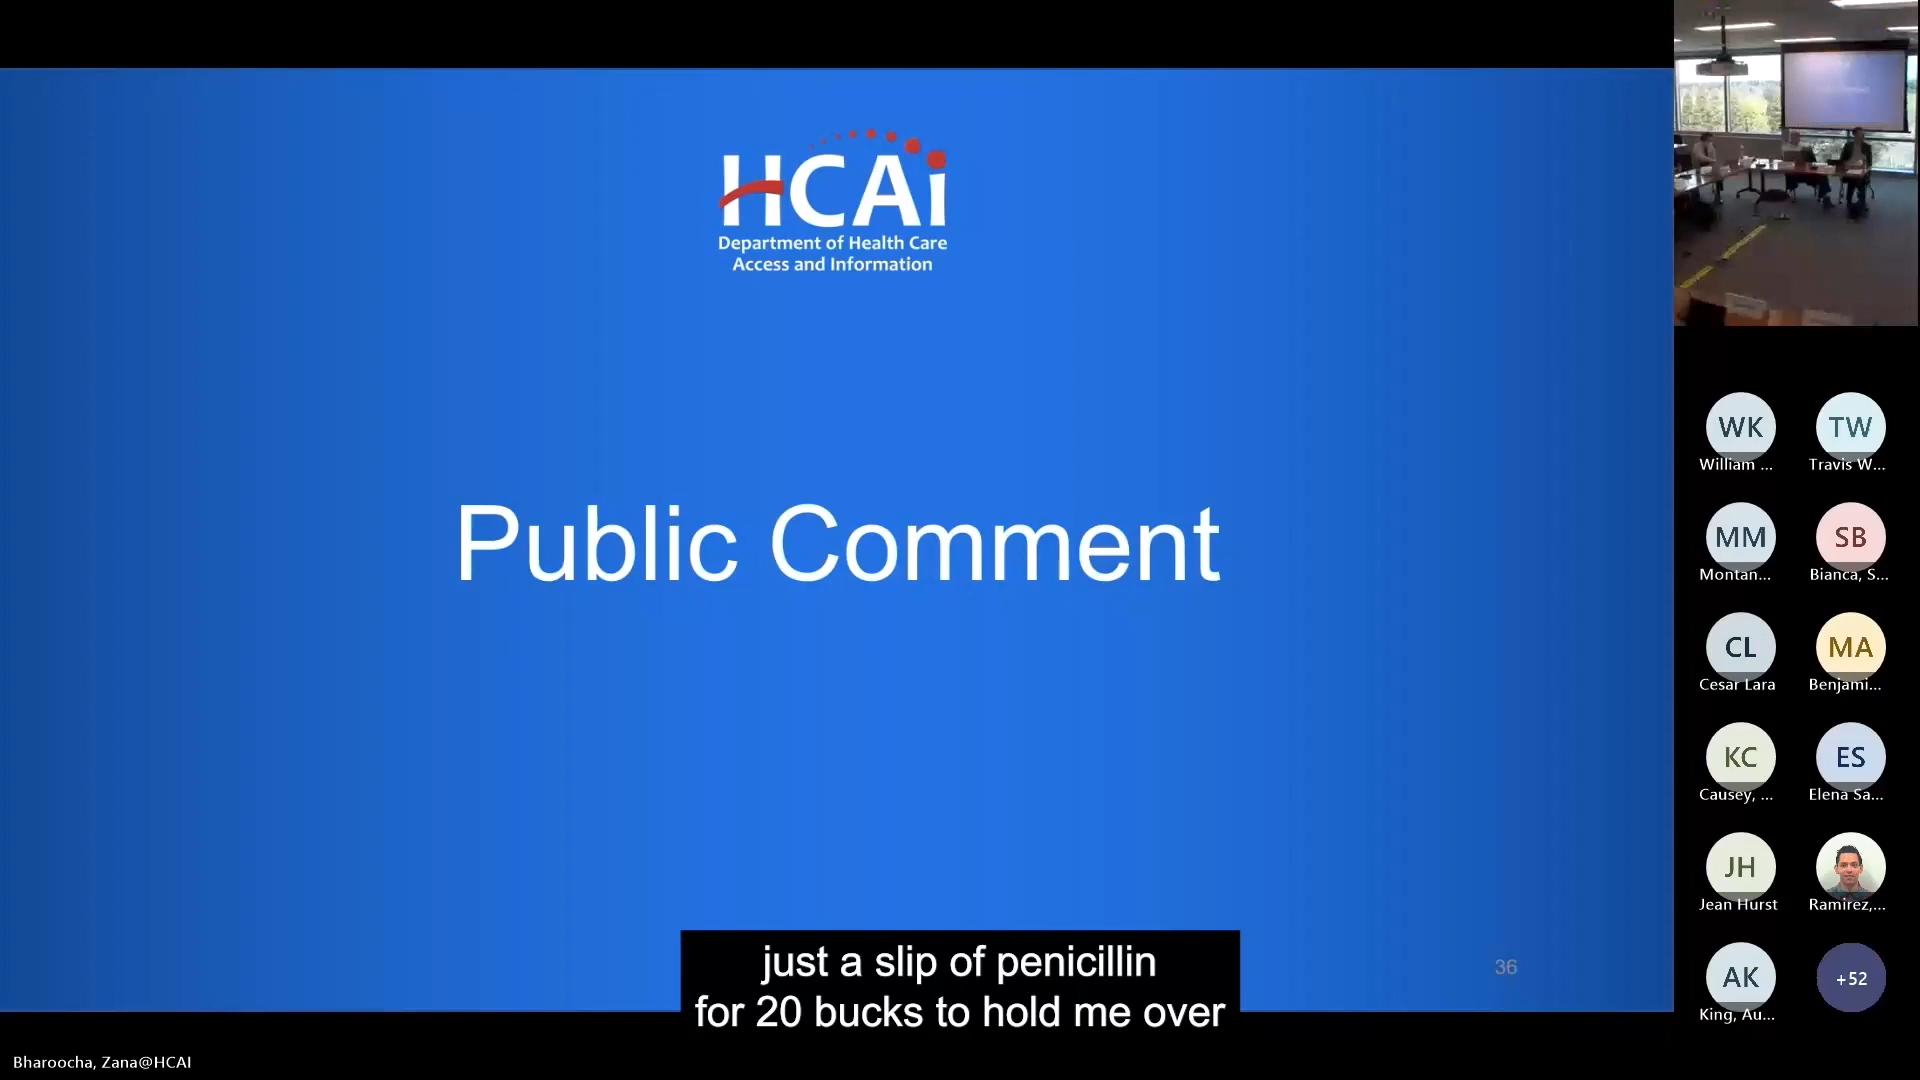 HCAi
Department of Health Care
Access and Information
Public Comment
36
just a slip of penicillin
for 20 bucks to hold me over
Bharoocha, Zana@HCAI
WK
William ...
TW
Travis W...
MM
Montan...
SB
Bianca, S...
CL
Cesar Lara
MA
Benjami...
KC
Causey, ...
ES
Elena Sa...
JH
Jean Hurst
Ramirez,...
AK
King, Au...
+52